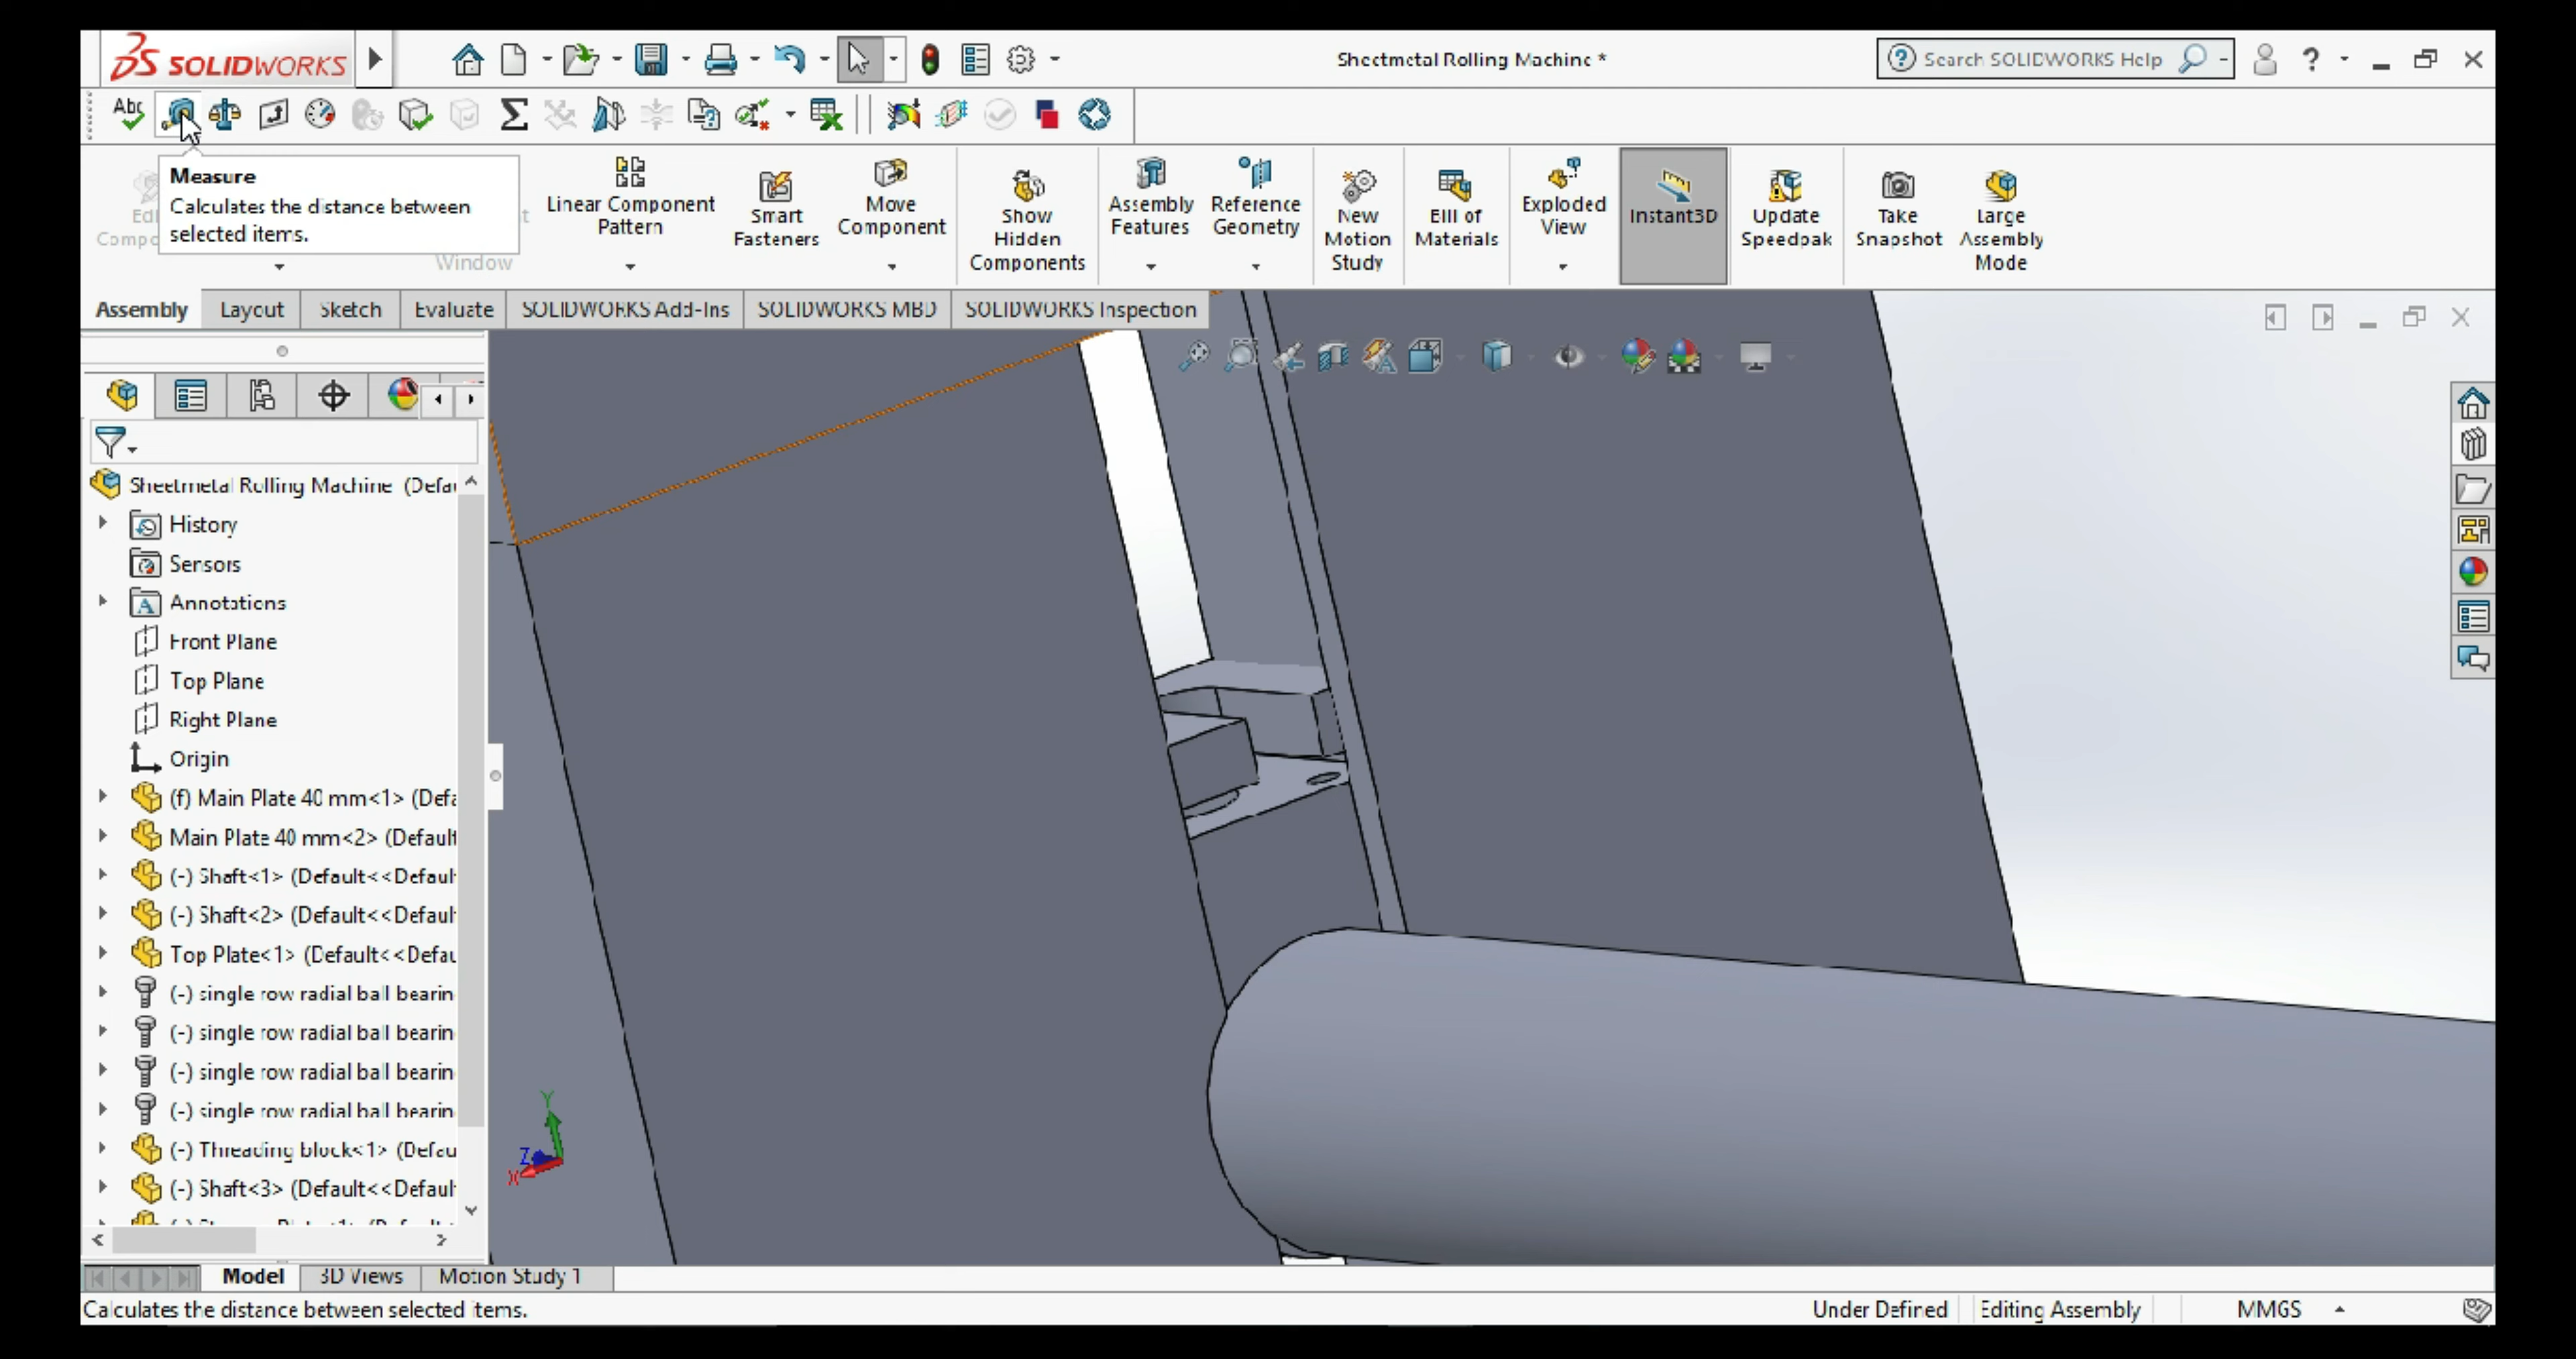 SOLIDWORKS
Sheetmetal Rolling Machine *
Search SOLIDWORKS Help
?
Abc
Measure
Calculates the distance between
selected items.
Window
Linear Component
Pattern
Smart
Fasteners
Move
Component
Show
Hidden
Components
Assembly
Features
Reference
Geometry
New
Motion
Study
Bill of
Materials
Exploded
View
Instant3D
Update
Speedpak
Take
Snapshot
Large
Assembly
Mode
Assembly
Layout
Sketch
Evaluate
SOLIDWORKS Add-Ins
SOLIDWORKS MBD
SOLIDWORKS Inspection
Sheetmetal Rolling Machine (Defa
History
Sensors
Annotations
Front Plane
Top Plane
Right Plane
Origin
(f) Main Plate 40 mm<1> (Defa
Main Plate 40 mm<2> (Default
(-) Shaft<1> (Default<<Defaul
(-) Shaft<2> (Default<<Defaul
Top Plate<1> (Default<<Defau
(-) single row radial ball bearin
(-) single row radial ball bearin
(-) single row radial ball bearin
(-) single row radial ball bearin
(-) Threading block<1> (Defau
(-) Shaft<3> (Default<<Defaul
Y
Z
X
Model
3D Views
Motion Study 1
Calculates the distance between selected items.
Under Defined
Editing Assembly
MMGS